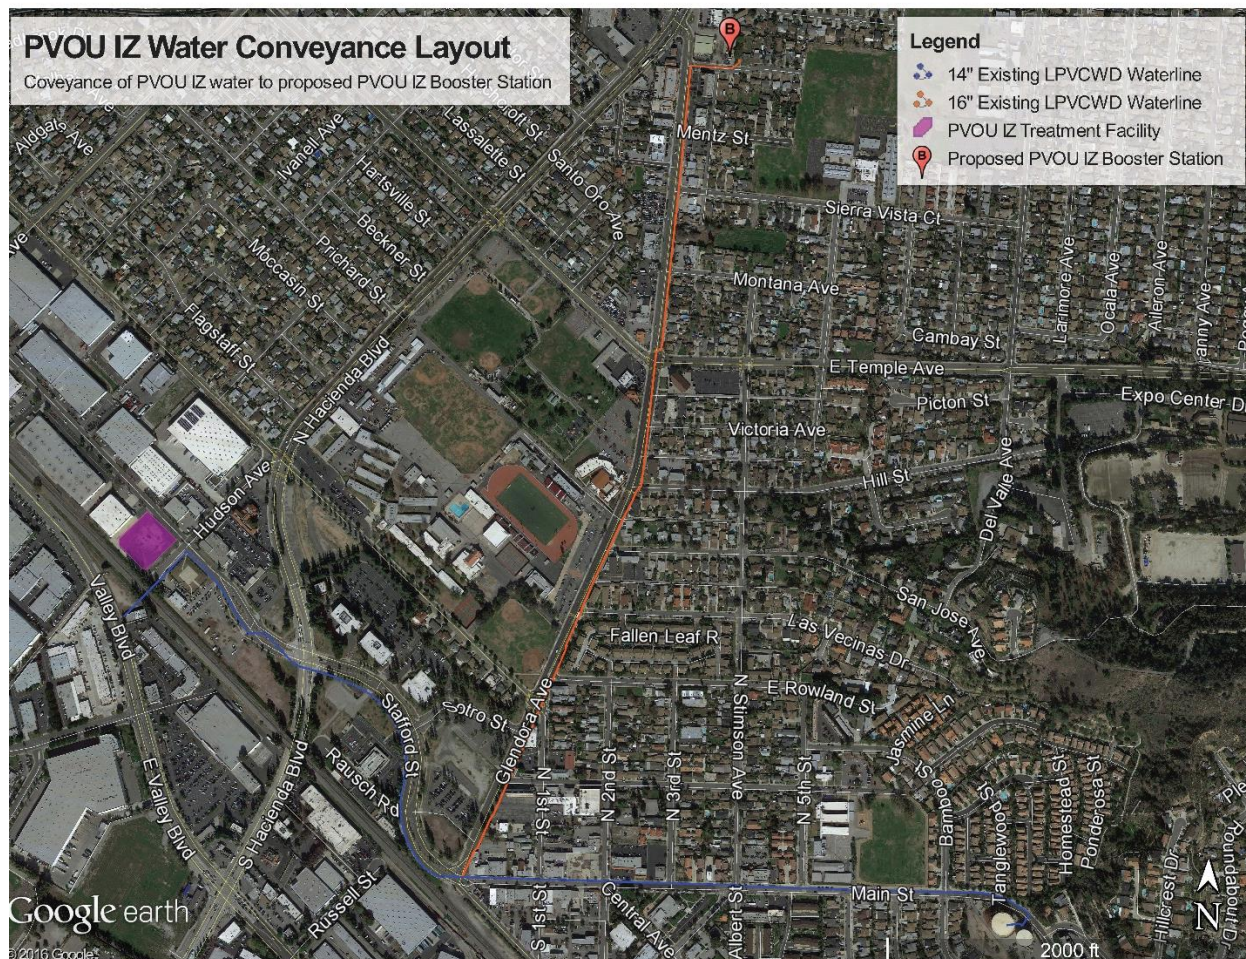 PVOU IZ Water Conveyance Layout
Coveyance of PVOU IZ water to proposed PVOU IZ Booster Station
Legend
14" Existing LPVCWD Waterline
16" Existing LPVCWD Waterline
PVOU IZ Treatment Facility
B Proposed PVOU IZ Booster Station
B
Aldgate Ave
Ivanell Ave
Lassalette St
Hartsville St
Beckner St
Prichard St
Moccasin St
Flagstaff St
Santo Oro Ave
Mentz St
Sierra Vista Ct
Montana Ave
Larimore Ave
Ocala Ave
Aileron Ave
Cambay St
E Temple Ave
Picton St
Expo Center Dr
Victoria Ave
Hill St
Del Valle Ave
N Hacienda Blvd
Hudson Ave
Valley Blvd
San Jose Ave
Las Vecinas Dr
Fallen Leaf R
E Rowland St
Jasmine Ln
Glendora Ave
Stafford St
Rausch Rd
E Valley Blvd
S Hacienda Blvd
Russell St
N 1st St
N 2nd St
N 3rd St
N Stimson Ave
N 5th St
Bamboo St
Tanglewood St
Homestead St
Ponderosa St
Main St
S 1st St
Central Ave
Albert St
Hillcrest Dr
Roundabout Dr
N
2000 ft
Google earth
© 2016 Google